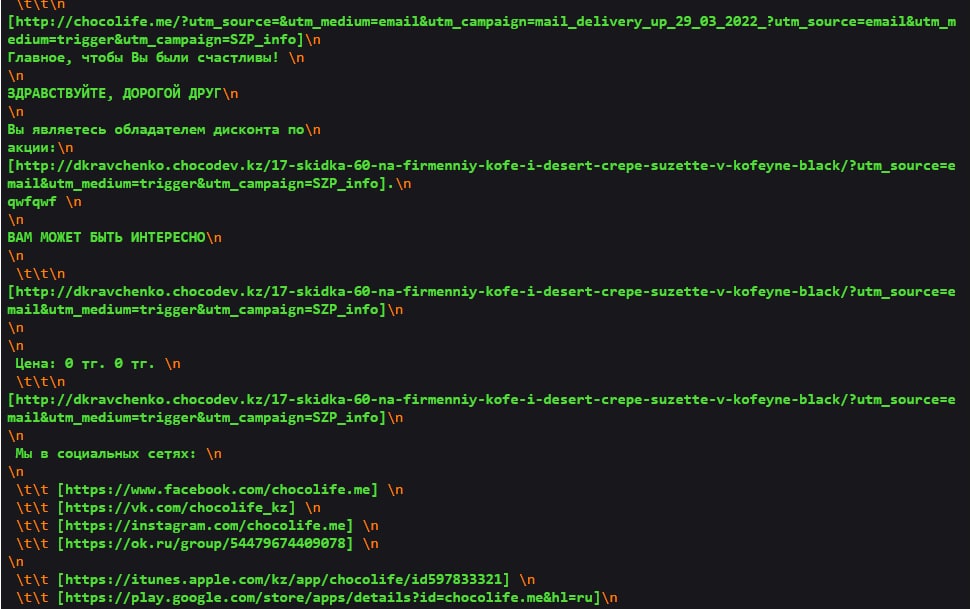 \t\t\n
[http://chocolife.me/?utm_source=&utm_medium=email&utm_campaign=mail_delivery_up_29_03_2022_?utm_source=email&utm_m
edium=trigger&utm_campaign=SZP_info]\n
Главное, чтобы Вы были счастливы! \n
\n
ЗДРАВСТВУЙТЕ, ДОРОГОЙ ДРУГ\n
\n
Вы являетесь обладателем дисконта по\n
акции:\n
[http://dkravchenko.chocodev.kz/17-skidka-60-na-firmenniy-kofe-i-desert-crepe-suzette-v-kofeyne-black/?utm_source=e
mail&utm_medium=trigger&utm_campaign=SZP_info].\n
qwfqwf \n
\n
ВАМ МОЖЕТ БЫТЬ ИНТЕРЕСНО\n
\n
\t\t\n
[http://dkravchenko.chocodev.kz/17-skidka-60-na-firmenniy-kofe-i-desert-crepe-suzette-v-kofeyne-black/?utm_source=e
mail&utm_medium=trigger&utm_campaign=SZP_info]\n
\n
\n
Цена: 0 тг. 0 тг. \n
\t\t\n
[http://dkravchenko.chocodev.kz/17-skidka-60-na-firmenniy-kofe-i-desert-crepe-suzette-v-kofeyne-black/?utm_source=e
mail&utm_medium=trigger&utm_campaign=SZP_info]\n
\n
Мы в социальных сетях: \n
\n
\t\t [https://www.facebook.com/chocolife.me] \n
\t\t [https://vk.com/chocolife_kz] \n
\t\t [https://instagram.com/chocolife.me] \n
\t\t [https://ok.ru/group/54479674409078] \n
\n
\t\t [https://itunes.apple.com/kz/app/chocolife/id597833321] \n
\t\t [https://play.google.com/store/apps/details?id=chocolife.me&hl=ru]\n